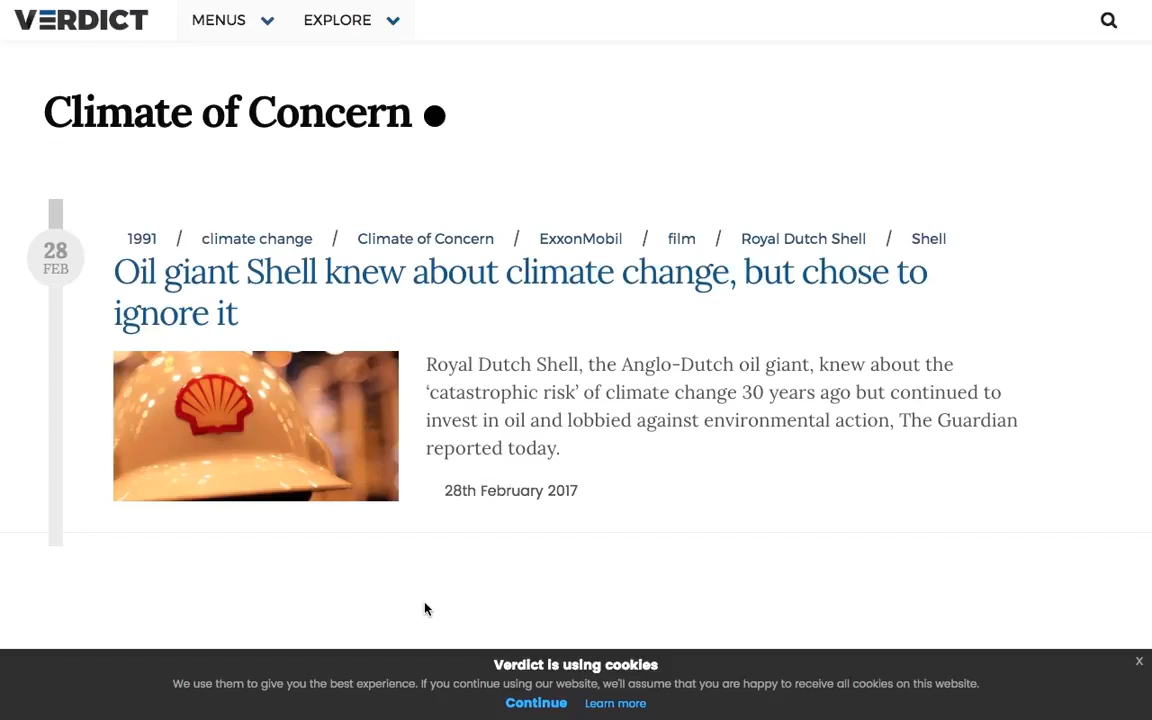 VERDICT MENUS EXPLORE
Climate of Concern
28
FEB
1991 / climate change / Climate of Concern / ExxonMobil / film / Royal Dutch Shell / Shell
Oil giant Shell knew about climate change, but chose to
ignore it
Royal Dutch Shell, the Anglo-Dutch oil giant, knew about the
‘catastrophic risk’ of climate change 30 years ago but continued to
invest in oil and lobbied against environmental action, The Guardian
reported today.
28th February 2017
Verdict is using cookies
x
We use them to give you the best experience. If you continue using our website, we'll assume that you are happy to receive all cookies on this website.
Continue Learn more